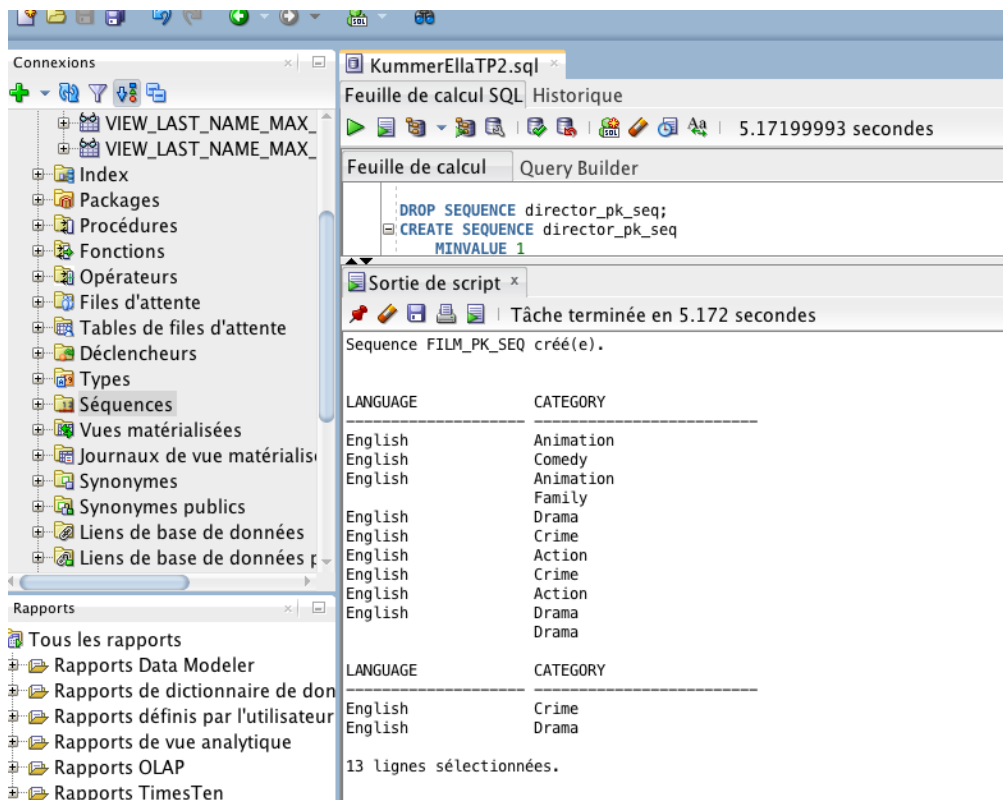 Connexions
VIEW_LAST_NAME_MAX_
VIEW_LAST_NAME_MAX_
Index
Packages
Procédures
Fonctions
Opérateurs
Files d'attente
Tables de files d'attente
Déclencheurs
Types
Séquences
Vues matérialisées
Journaux de vue matérialis
Synonymes
Synonymes publics
Liens de base de données
Liens de base de données p
Rapports
Tous les rapports
Rapports Data Modeler
Rapports de dictionnaire de don
Rapports définis par l'utilisateur
Rapports de vue analytique
Rapports OLAP
Rapports TimesTen
KummerEllaTP2.sql
Feuille de calcul SQL Historique
5.17199993 secondes
Feuille de calcul Query Builder
DROP SEQUENCE director_pk_seq;
CREATE SEQUENCE director_pk_seq
MINVALUE 1
Sortie de script
Tâche terminée en 5.172 secondes
Sequence FILM_PK_SEQ créé(e).
LANGUAGE CATEGORY
-------------------- -------------------------
English Animation
English Comedy
English Animation
Family
English Drama
English Crime
English Action
English Crime
English Action
English Drama
Drama
LANGUAGE CATEGORY
-------------------- -------------------------
English Crime
English Drama
13 lignes sélectionnées.